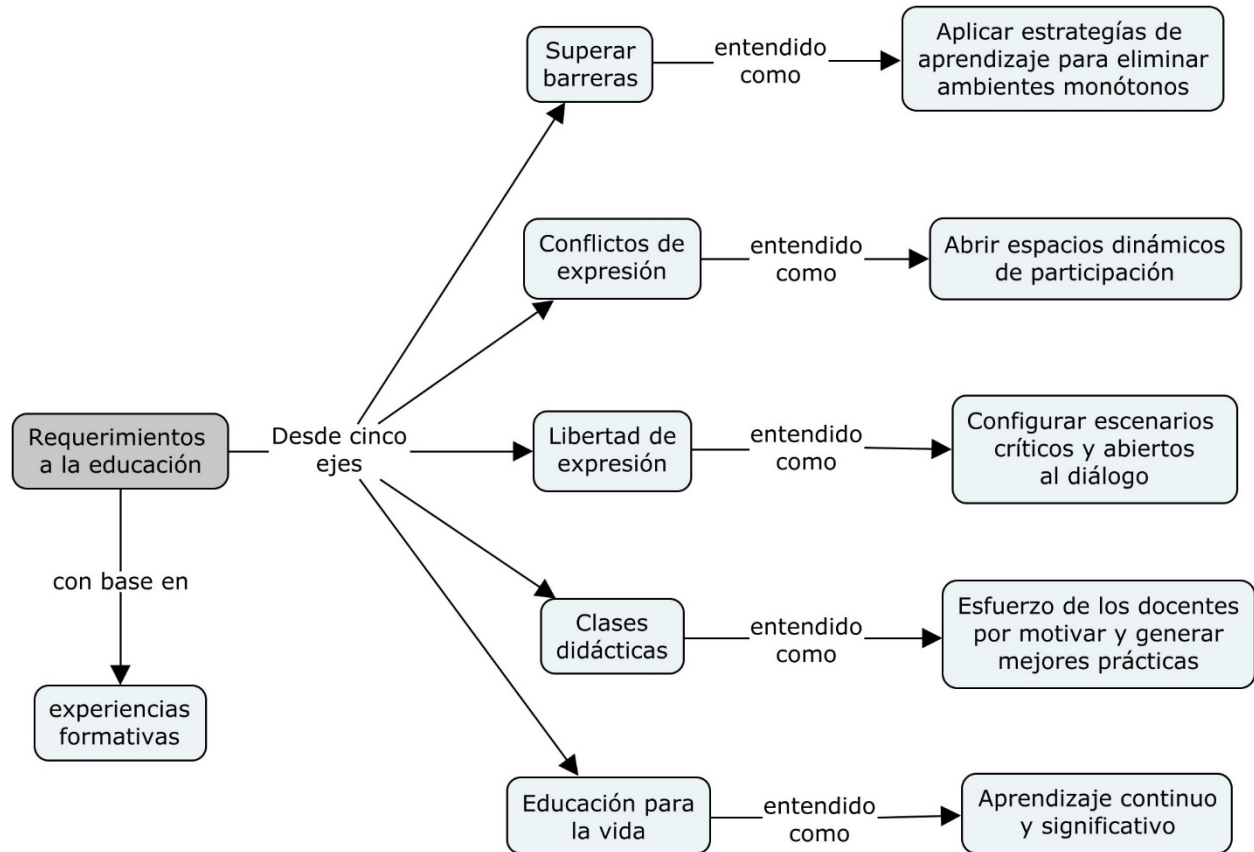 Superar
barreras
entendido
como
Aplicar estrategías de
aprendizaje para eliminar
ambientes monótonos
Conflictos de
expresión
entendido
como
Abrir espacios dinámicos
de participación
Requerimientos
a la educación
Desde cinco
ejes
Libertad de
expresión
entendido
como
Configurar escenarios
críticos y abiertos
al diálogo
con base en
experiencias
formativas
Clases
didácticas
entendido
como
Esfuerzo de los docentes
por motivar y generar
mejores prácticas
Educación para
la vida
entendido
como
Aprendizaje continuo
y significativo